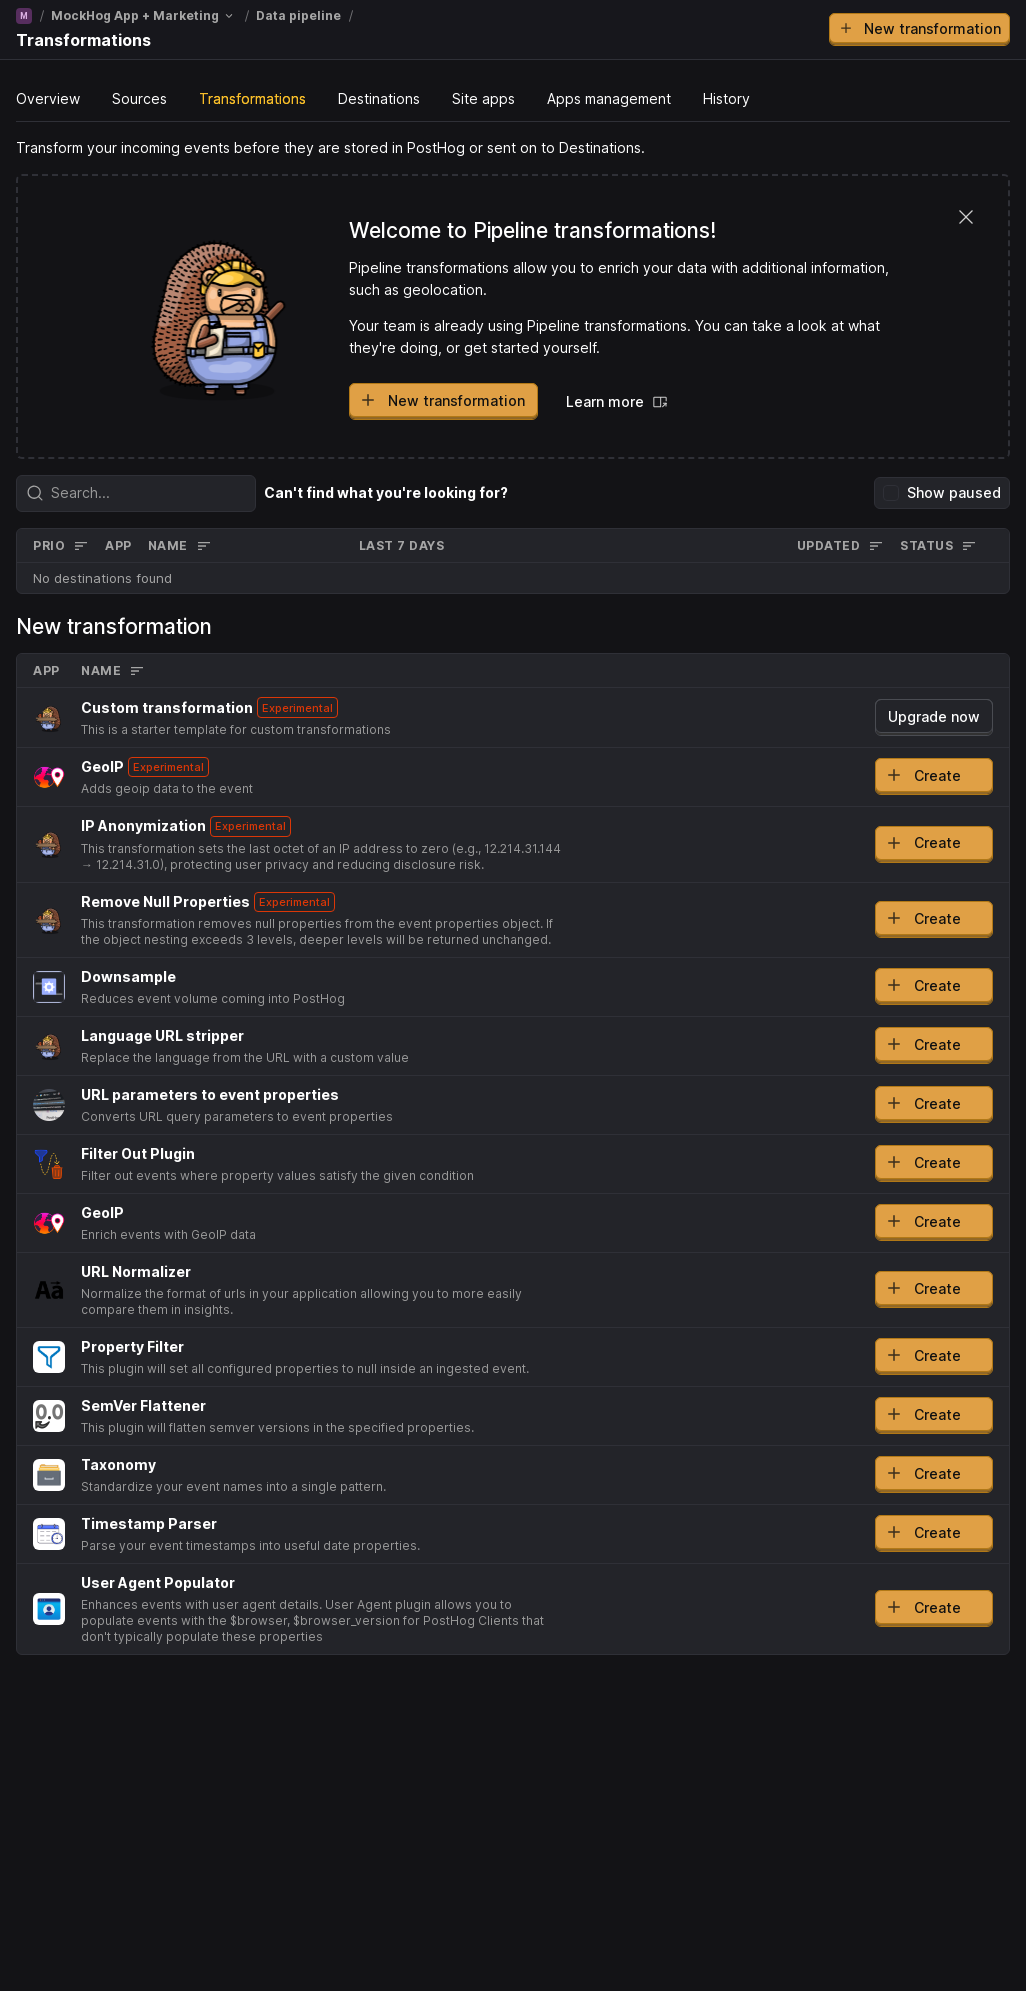 M / MockHog App + Marketing / Data pipeline /
Transformations
New transformation
Overview Sources Transformations Destinations Site apps Apps management History
Transform your incoming events before they are stored in PostHog or sent on to Destinations.
Welcome to Pipeline transformations!
Pipeline transformations allow you to enrich your data with additional information,
such as geolocation.
Your team is already using Pipeline transformations. You can take a look at what
they're doing, or get started yourself.
New transformation Learn more
Search... Can't find what you're looking for? Show paused
PRIO APP NAME LAST 7 DAYS UPDATED STATUS
No destinations found
New transformation
APP NAME
Custom transformation Experimental
This is a starter template for custom transformations
Upgrade now
GeoIP Experimental
Adds geoip data to the event
Create
IP Anonymization Experimental
This transformation sets the last octet of an IP address to zero (e.g., 12.214.31.144
→ 12.214.31.0), protecting user privacy and reducing disclosure risk.
Create
Remove Null Properties Experimental
This transformation removes null properties from the event properties object. If
the object nesting exceeds 3 levels, deeper levels will be returned unchanged.
Create
Downsample
Reduces event volume coming into PostHog
Create
Language URL stripper
Replace the language from the URL with a custom value
Create
URL parameters to event properties
Converts URL query parameters to event properties
Create
Filter Out Plugin
Filter out events where property values satisfy the given condition
Create
GeoIP
Enrich events with GeoIP data
Create
URL Normalizer
Normalize the format of urls in your application allowing you to more easily
compare them in insights.
Create
Property Filter
This plugin will set all configured properties to null inside an ingested event.
Create
0.0
SemVer Flattener
This plugin will flatten semver versions in the specified properties.
Create
Taxonomy
Standardize your event names into a single pattern.
Create
Timestamp Parser
Parse your event timestamps into useful date properties.
Create
User Agent Populator
Enhances events with user agent details. User Agent plugin allows you to
populate events with the $browser, $browser_version for PostHog Clients that
don't typically populate these properties
Create